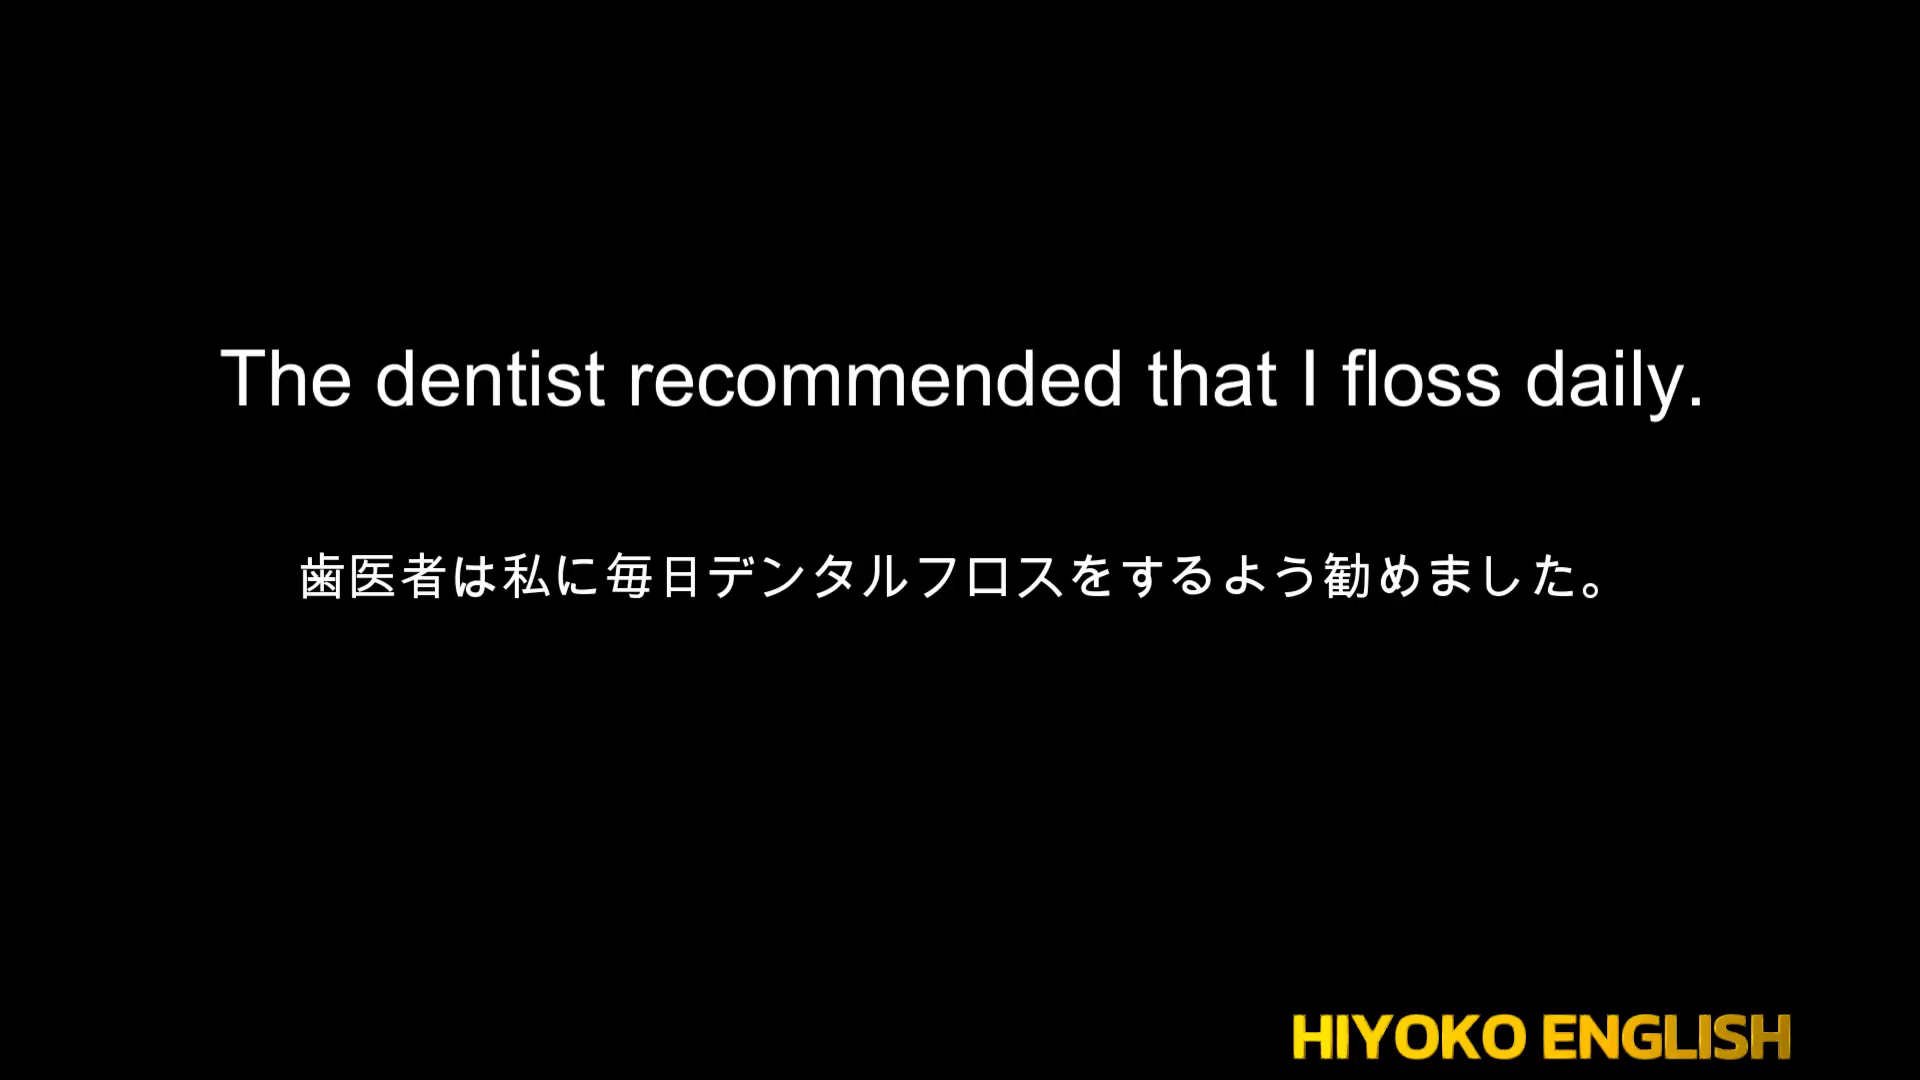 The dentist recommended that I floss daily.
歯医者は私に毎日デンタルフロスをするよう勧めました。
HIYOKO ENGLISH